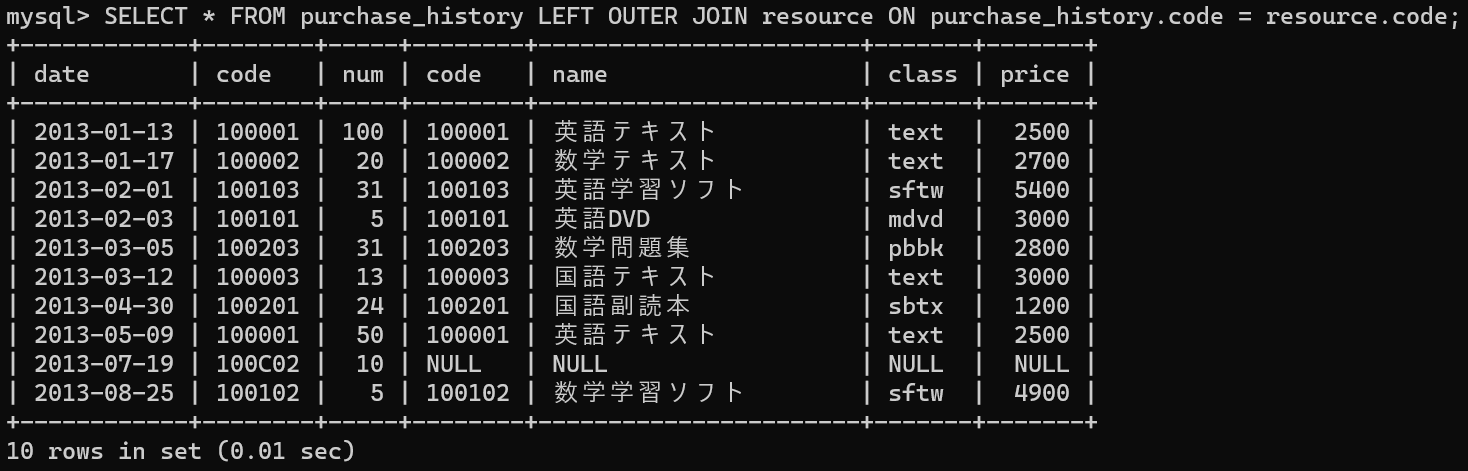 mysql> SELECT * FROM purchase_history LEFT OUTER JOIN resource ON purchase_history.code = resource.code;
+------------+--------+-----+--------+-----------------------+-------+-------+
| date       | code   | num | code   | name                  | class | price |
+------------+--------+-----+--------+-----------------------+-------+-------+
| 2013-01-13 | 100001 | 100 | 100001 | 英語テキスト          | text  | 2500 |
| 2013-01-17 | 100002 |  20 | 100002 | 数学テキスト          | text  | 2700 |
| 2013-02-01 | 100103 |  31 | 100103 | 英語学習ソフト        | sftw  | 5400 |
| 2013-02-03 | 100101 |   5 | 100101 | 英語DVD               | mdvd  | 3000 |
| 2013-03-05 | 100203 |  31 | 100203 | 数学問題集            | pbbk  | 2800 |
| 2013-03-12 | 100003 |  13 | 100003 | 国語テキスト          | text  | 3000 |
| 2013-04-30 | 100201 |  24 | 100201 | 国語副読本            | sbtx  | 1200 |
| 2013-05-09 | 100001 |  50 | 100001 | 英語テキスト          | text  | 2500 |
| 2013-07-19 | 100C02 |  10 | NULL   | NULL                  | NULL  | NULL |
| 2013-08-25 | 100102 |   5 | 100102 | 数学学習ソフト        | sftw  | 4900 |
+------------+--------+-----+--------+-----------------------+-------+-------+
10 rows in set (0.01 sec)